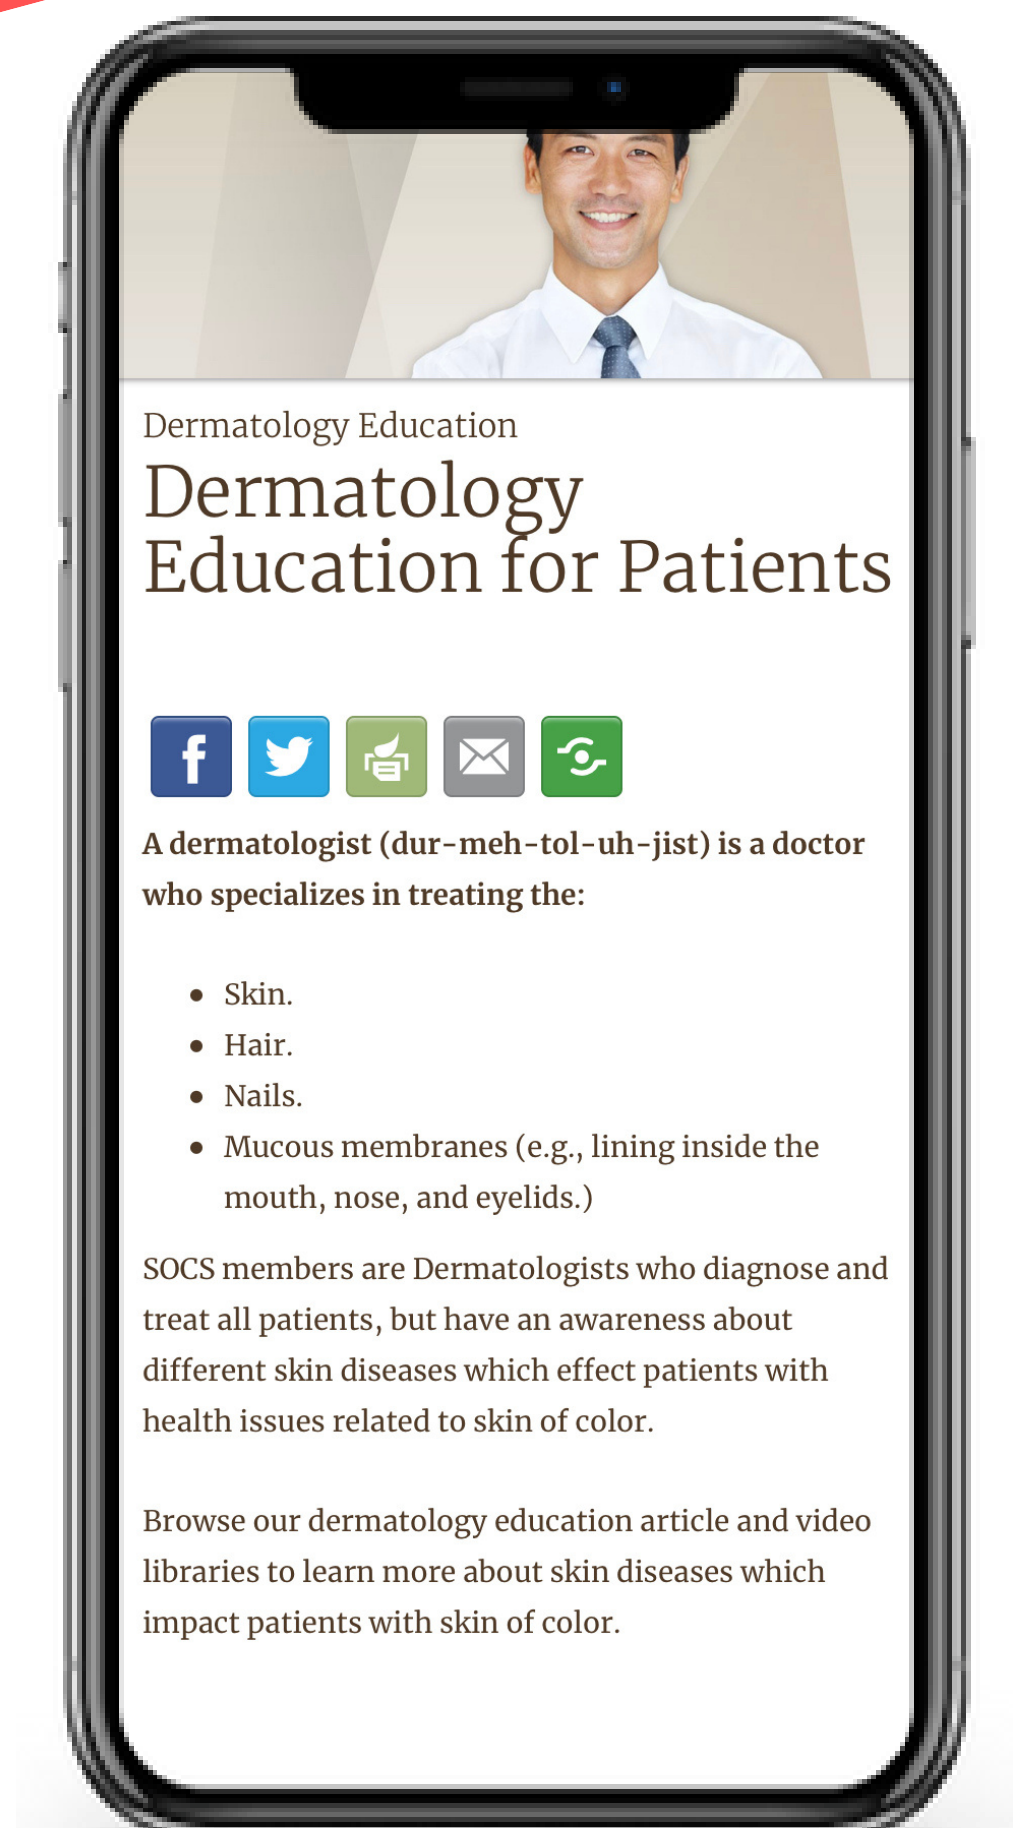 Dermatology Education
Dermatology
Education for Patients
f
A dermatologist (dur-meh-tol-uh-jist) is a doctor
who specializes in treating the:
• Skin.
• Hair.
• Nails.
• Mucous membranes (e.g., lining inside the
mouth, nose, and eyelids.)
SOCS members are Dermatologists who diagnose and
treat all patients, but have an awareness about
different skin diseases which effect patients with
health issues related to skin of color.
Browse our dermatology education article and video
libraries to learn more about skin diseases which
impact patients with skin of color.